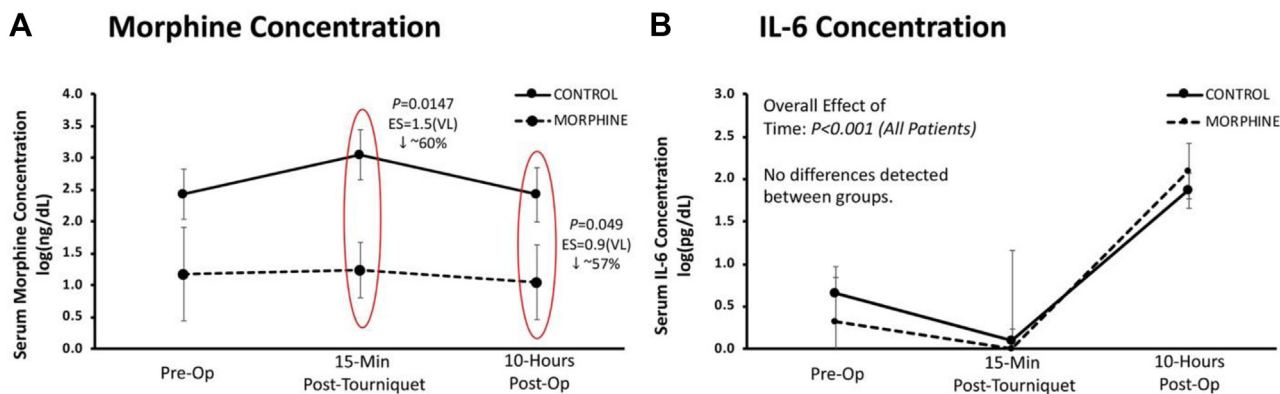 A Morphine Concentration
Serum Morphine Concentration
log(ng/dL)
4.0
3.5
3.0
2.5
2.0
1.5
1.0
0.5
0.0
P=0.0147
ES=1.5(VL)
↓~60%
CONTROL
MORPHINE
P=0.049
ES=0.9(VL)
↓~57%
Pre-Op
15-Min
Post-Tourniquet
10-Hours
Post-Op
B IL-6 Concentration
Serum IL-6 Concentration
log(pg/dL)
3.0
2.5
2.0
1.5
1.0
0.5
0.0
Overall Effect of
Time: P<0.001 (All Patients)
No differences detected
between groups.
CONTROL
MORPHINE
Pre-Op
15-Min
Post-Tourniquet
10-Hours
Post-Op